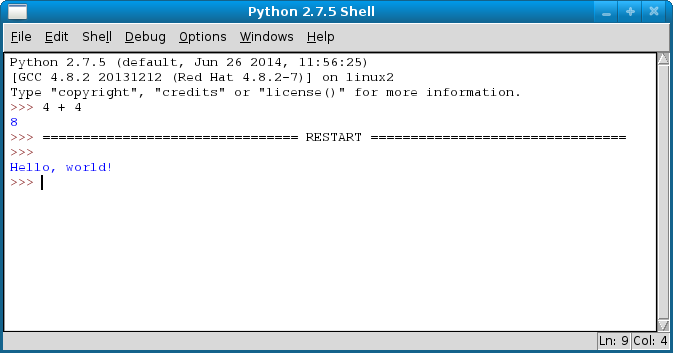 Python 2.7.5 Shell
File Edit Shell Debug Options Windows Help
Python 2.7.5 (default, Jun 26 2014, 11:56:25)
[GCC 4.8.2 20131212 (Red Hat 4.8.2-7)] on linux2
Type "copyright", "credits" or "license()" for more information.
>>> 4 + 4
8
>>> ================================ RESTART ================================
>>>
Hello, world!
>>>
Ln: 9 Col: 4